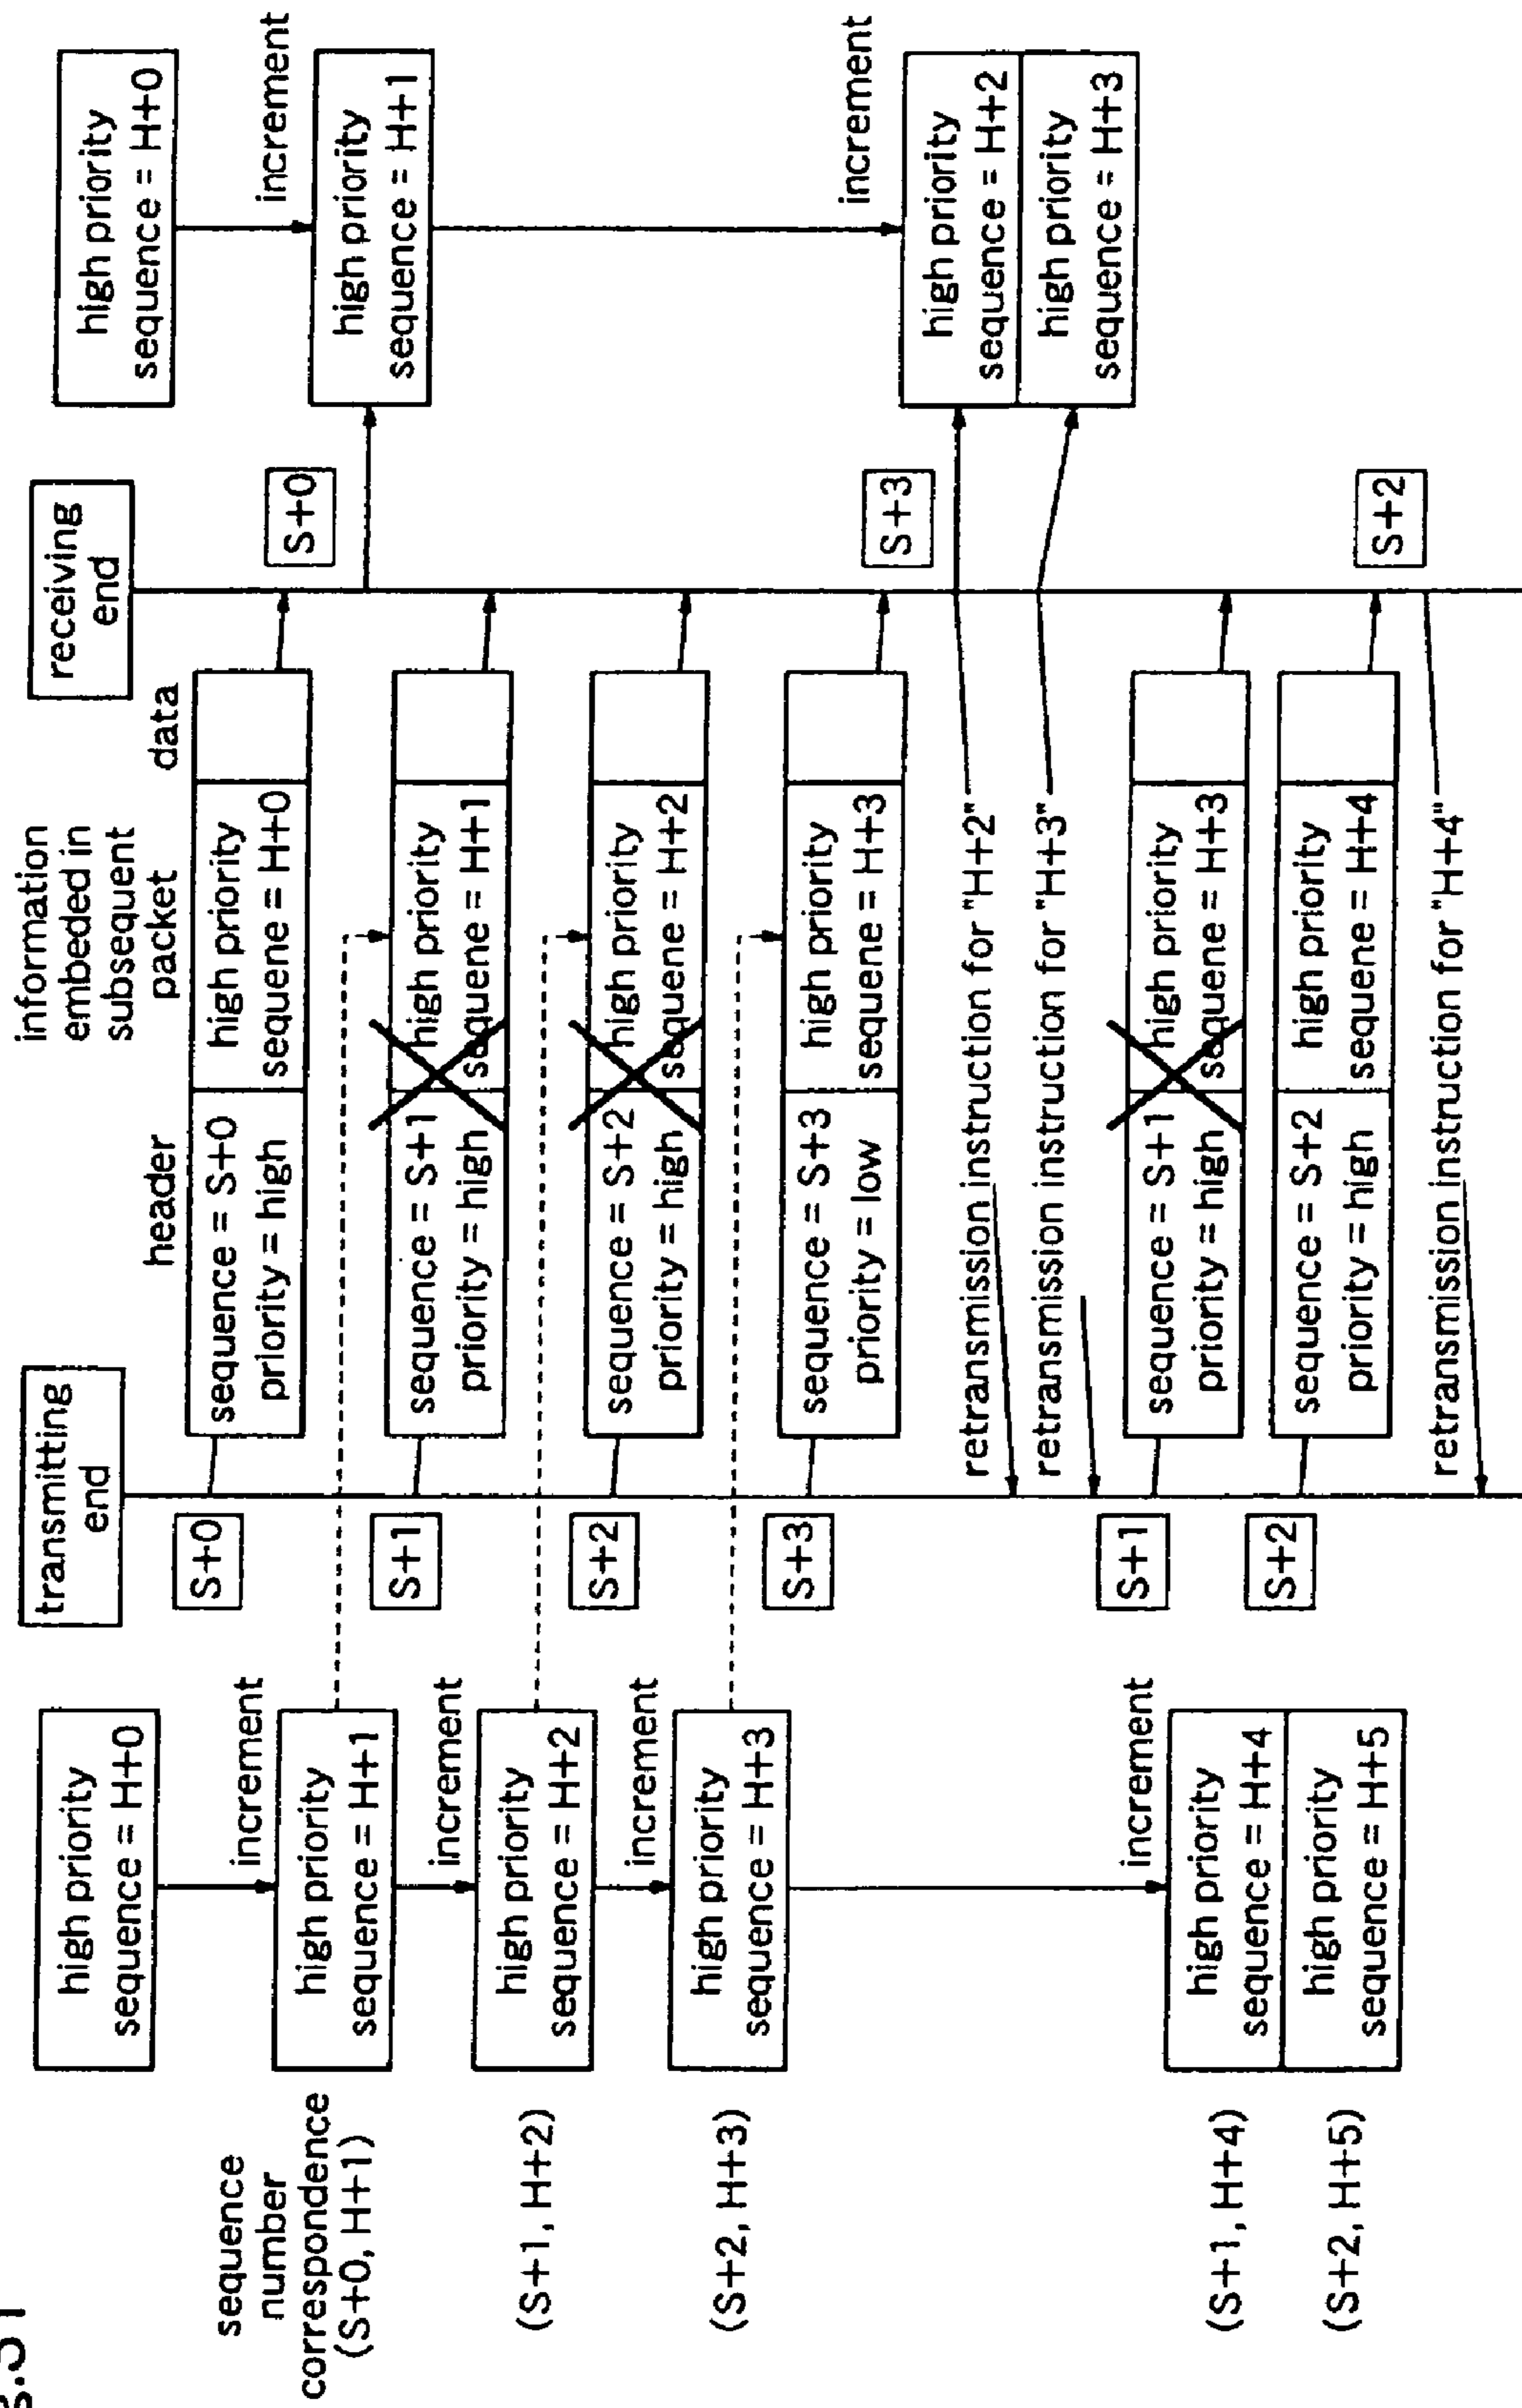 g.31
transmitting
end
receiving
end
header
information
embeded in
subsequent
packet
data
high priority
sequence = H+0
S+0
sequence = S+0
priority = high
high priority
sequene = H+0
S+0
high priority
sequence = H+0
increment
sequence
number
correspondence
(S+0, H+1)
high priority
sequence = H+1
increment
high priority
sequence = H+1
S+1
sequence = S+1
priority = high
high priority
sequene = H+1
increment
(S+1, H+2)
high priority
sequence = H+2
S+2
sequence = S+2
priority = high
high priority
sequene = H+2
increment
(S+2, H+3)
high priority
sequence = H+3
S+3
sequence = S+3
priority = low
high priority
sequene = H+3
S+3
increment
high priority
sequence = H+2
high priority
sequence = H+3
retransmission instruction for "H+2"
retransmission instruction for "H+3"
increment
(S+1, H+4)
high priority
sequence = H+4
(S+2, H+5)
high priority
sequence = H+5
S+1
sequence = S+1
priority = high
high priority
sequene = H+3
S+2
sequence = S+2
priority = high
high priority
sequene = H+4
S+2
retransmission instruction for "H+4"